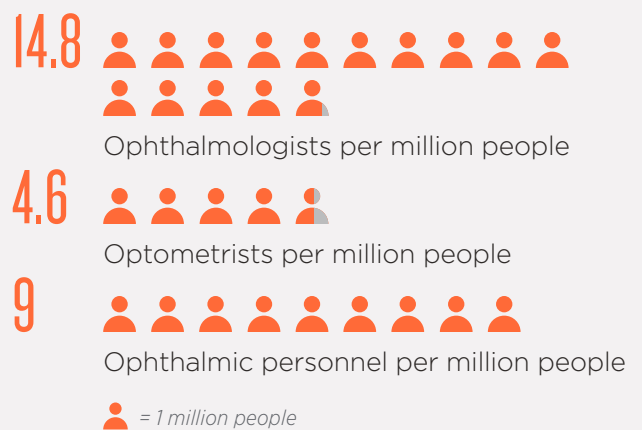 14.8
Ophthalmologists per million people
4.6
Optometrists per million people
9
Ophthalmic personnel per million people
= 1 million people